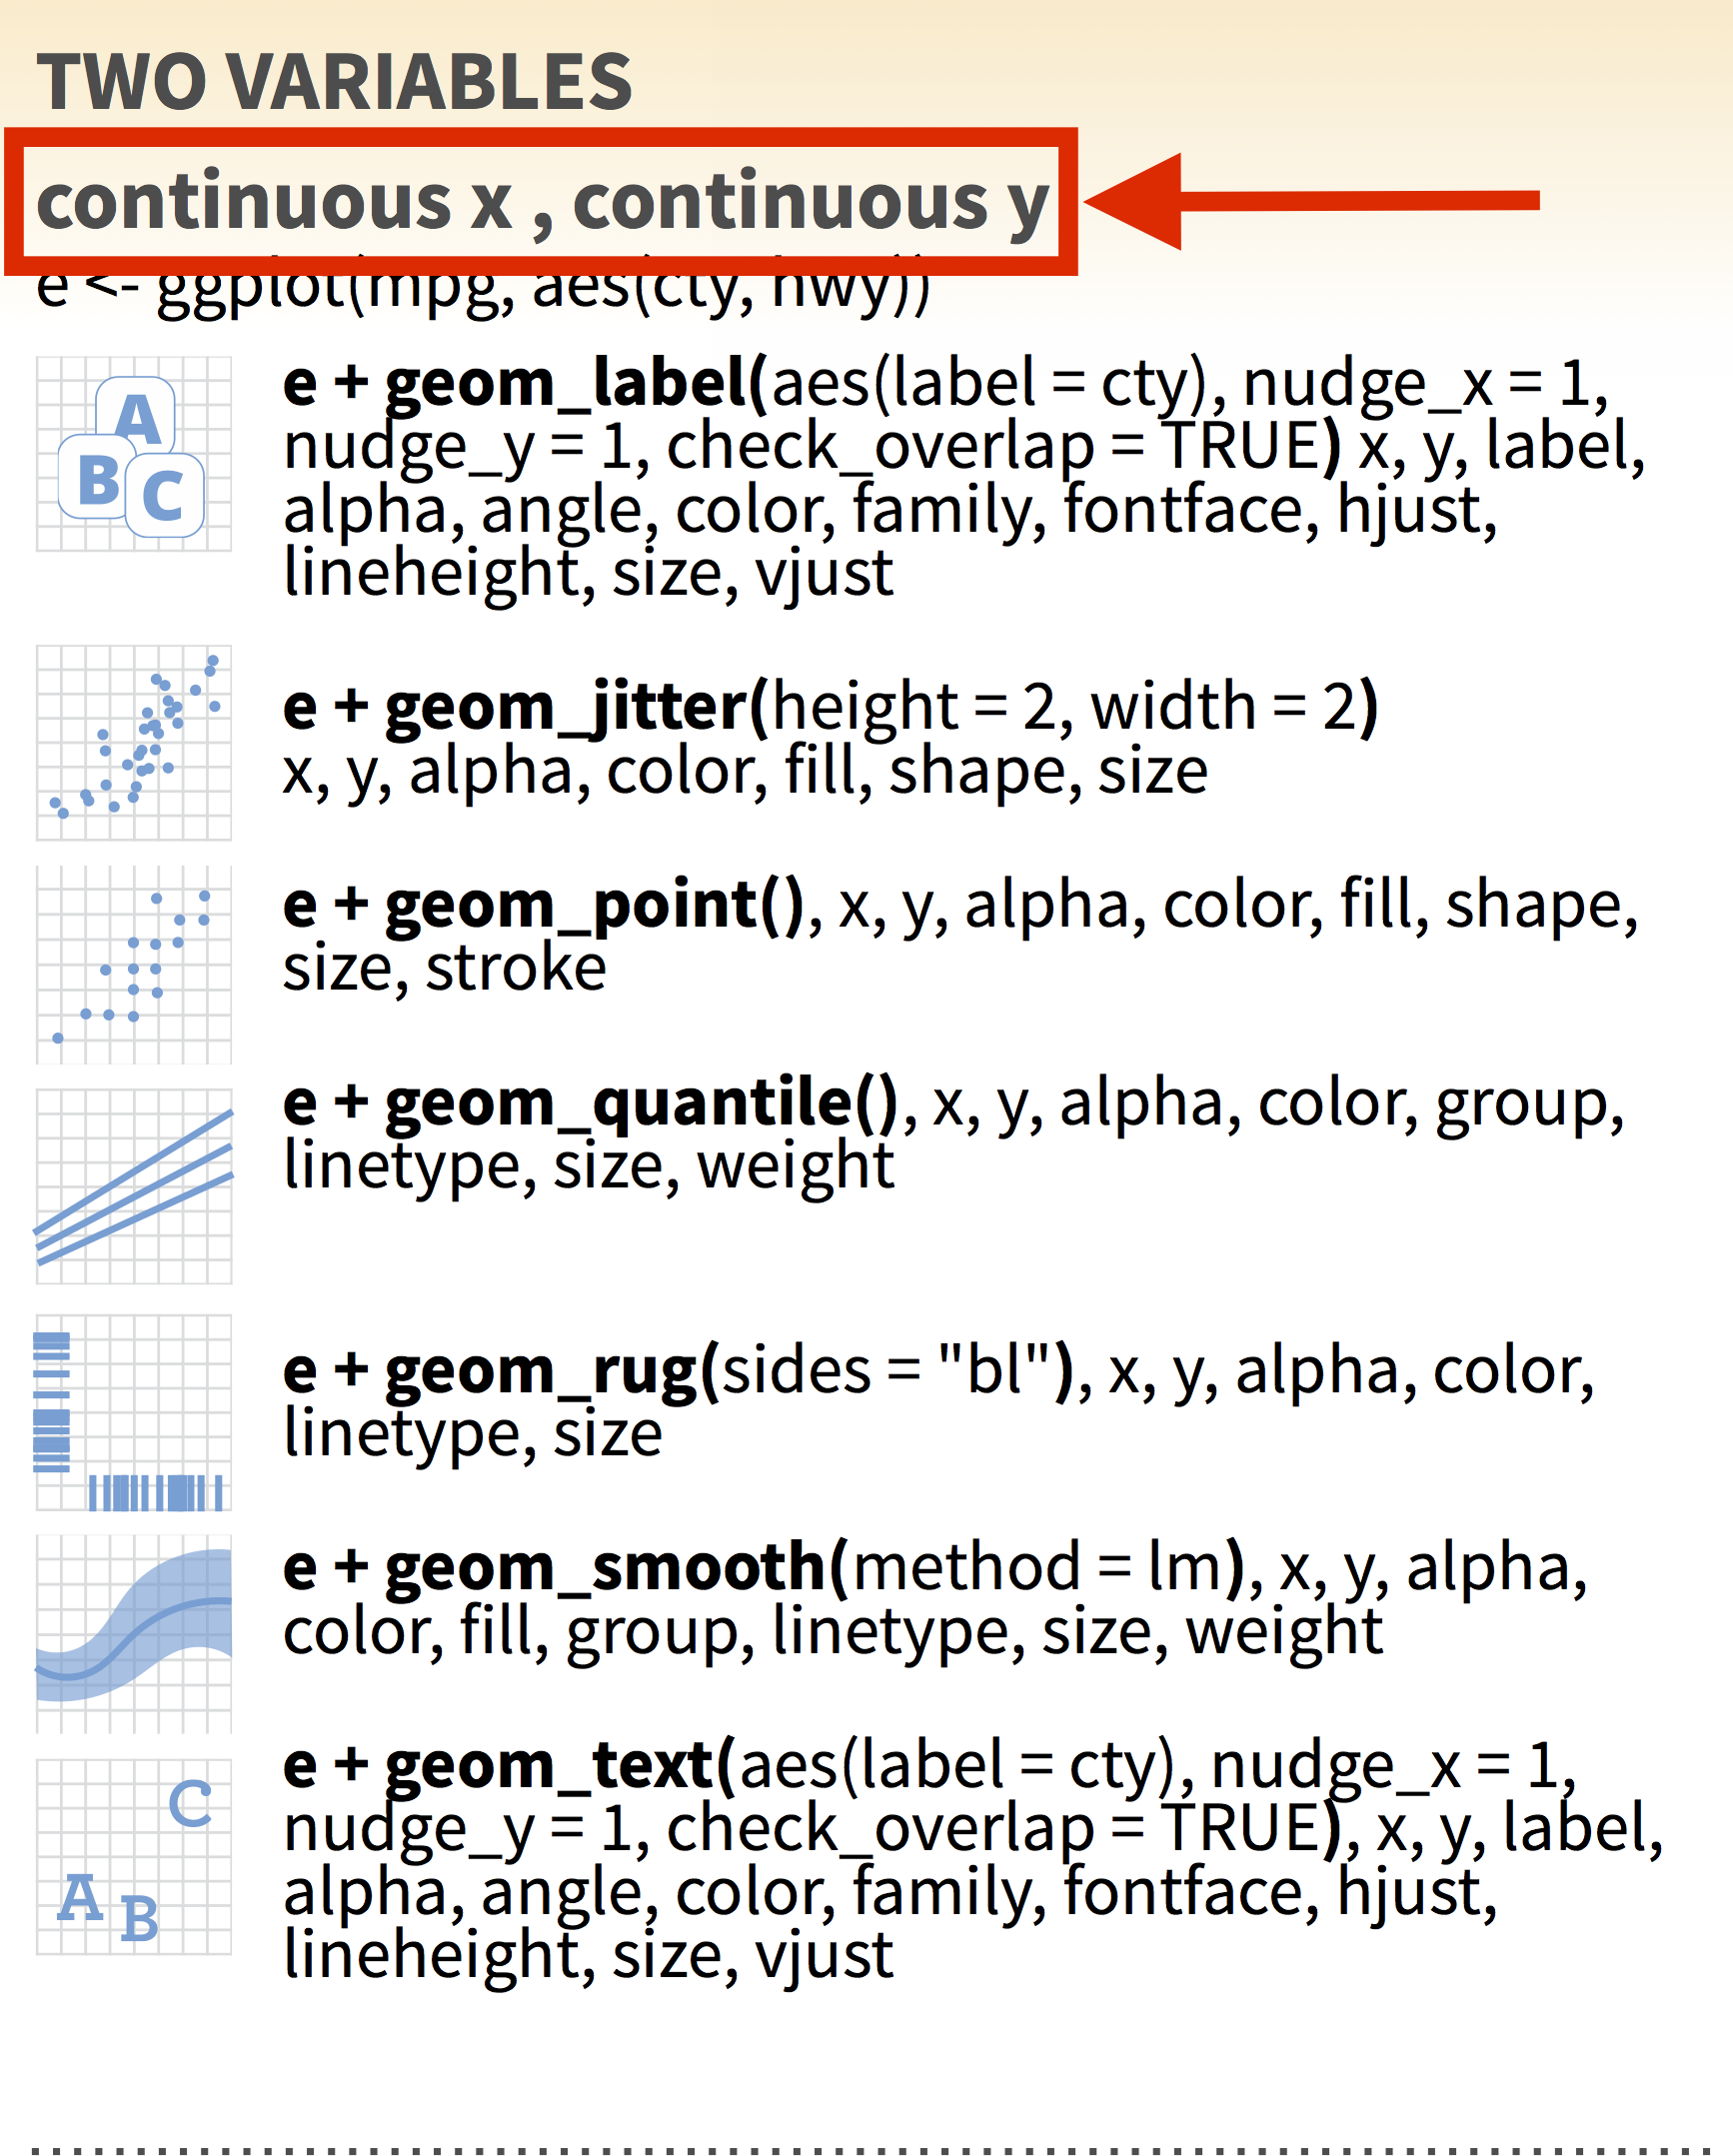 TWO VARIABLES
continuous x , continuous y
e <- ggplot(mpg, aes(cty, hwy))
A
B
C
e + geom_label(aes(label = cty), nudge_x = 1,
nudge_y = 1, check_overlap = TRUE) x, y, label,
alpha, angle, color, family, fontface, hjust,
lineheight, size, vjust
e + geom_jitter(height = 2, width = 2)
x, y, alpha, color, fill, shape, size
e + geom_point(), x, y, alpha, color, fill, shape,
size, stroke
e + geom_quantile(), x, y, alpha, color, group,
linetype, size, weight
e + geom_rug(sides = "bl"), x, y, alpha, color,
linetype, size
e + geom_smooth(method = lm), x, y, alpha,
color, fill, group, linetype, size, weight
C
A B
e + geom_text(aes(label = cty), nudge_x = 1,
nudge_y = 1, check_overlap = TRUE), x, y, label,
alpha, angle, color, family, fontface, hjust,
lineheight, size, vjust